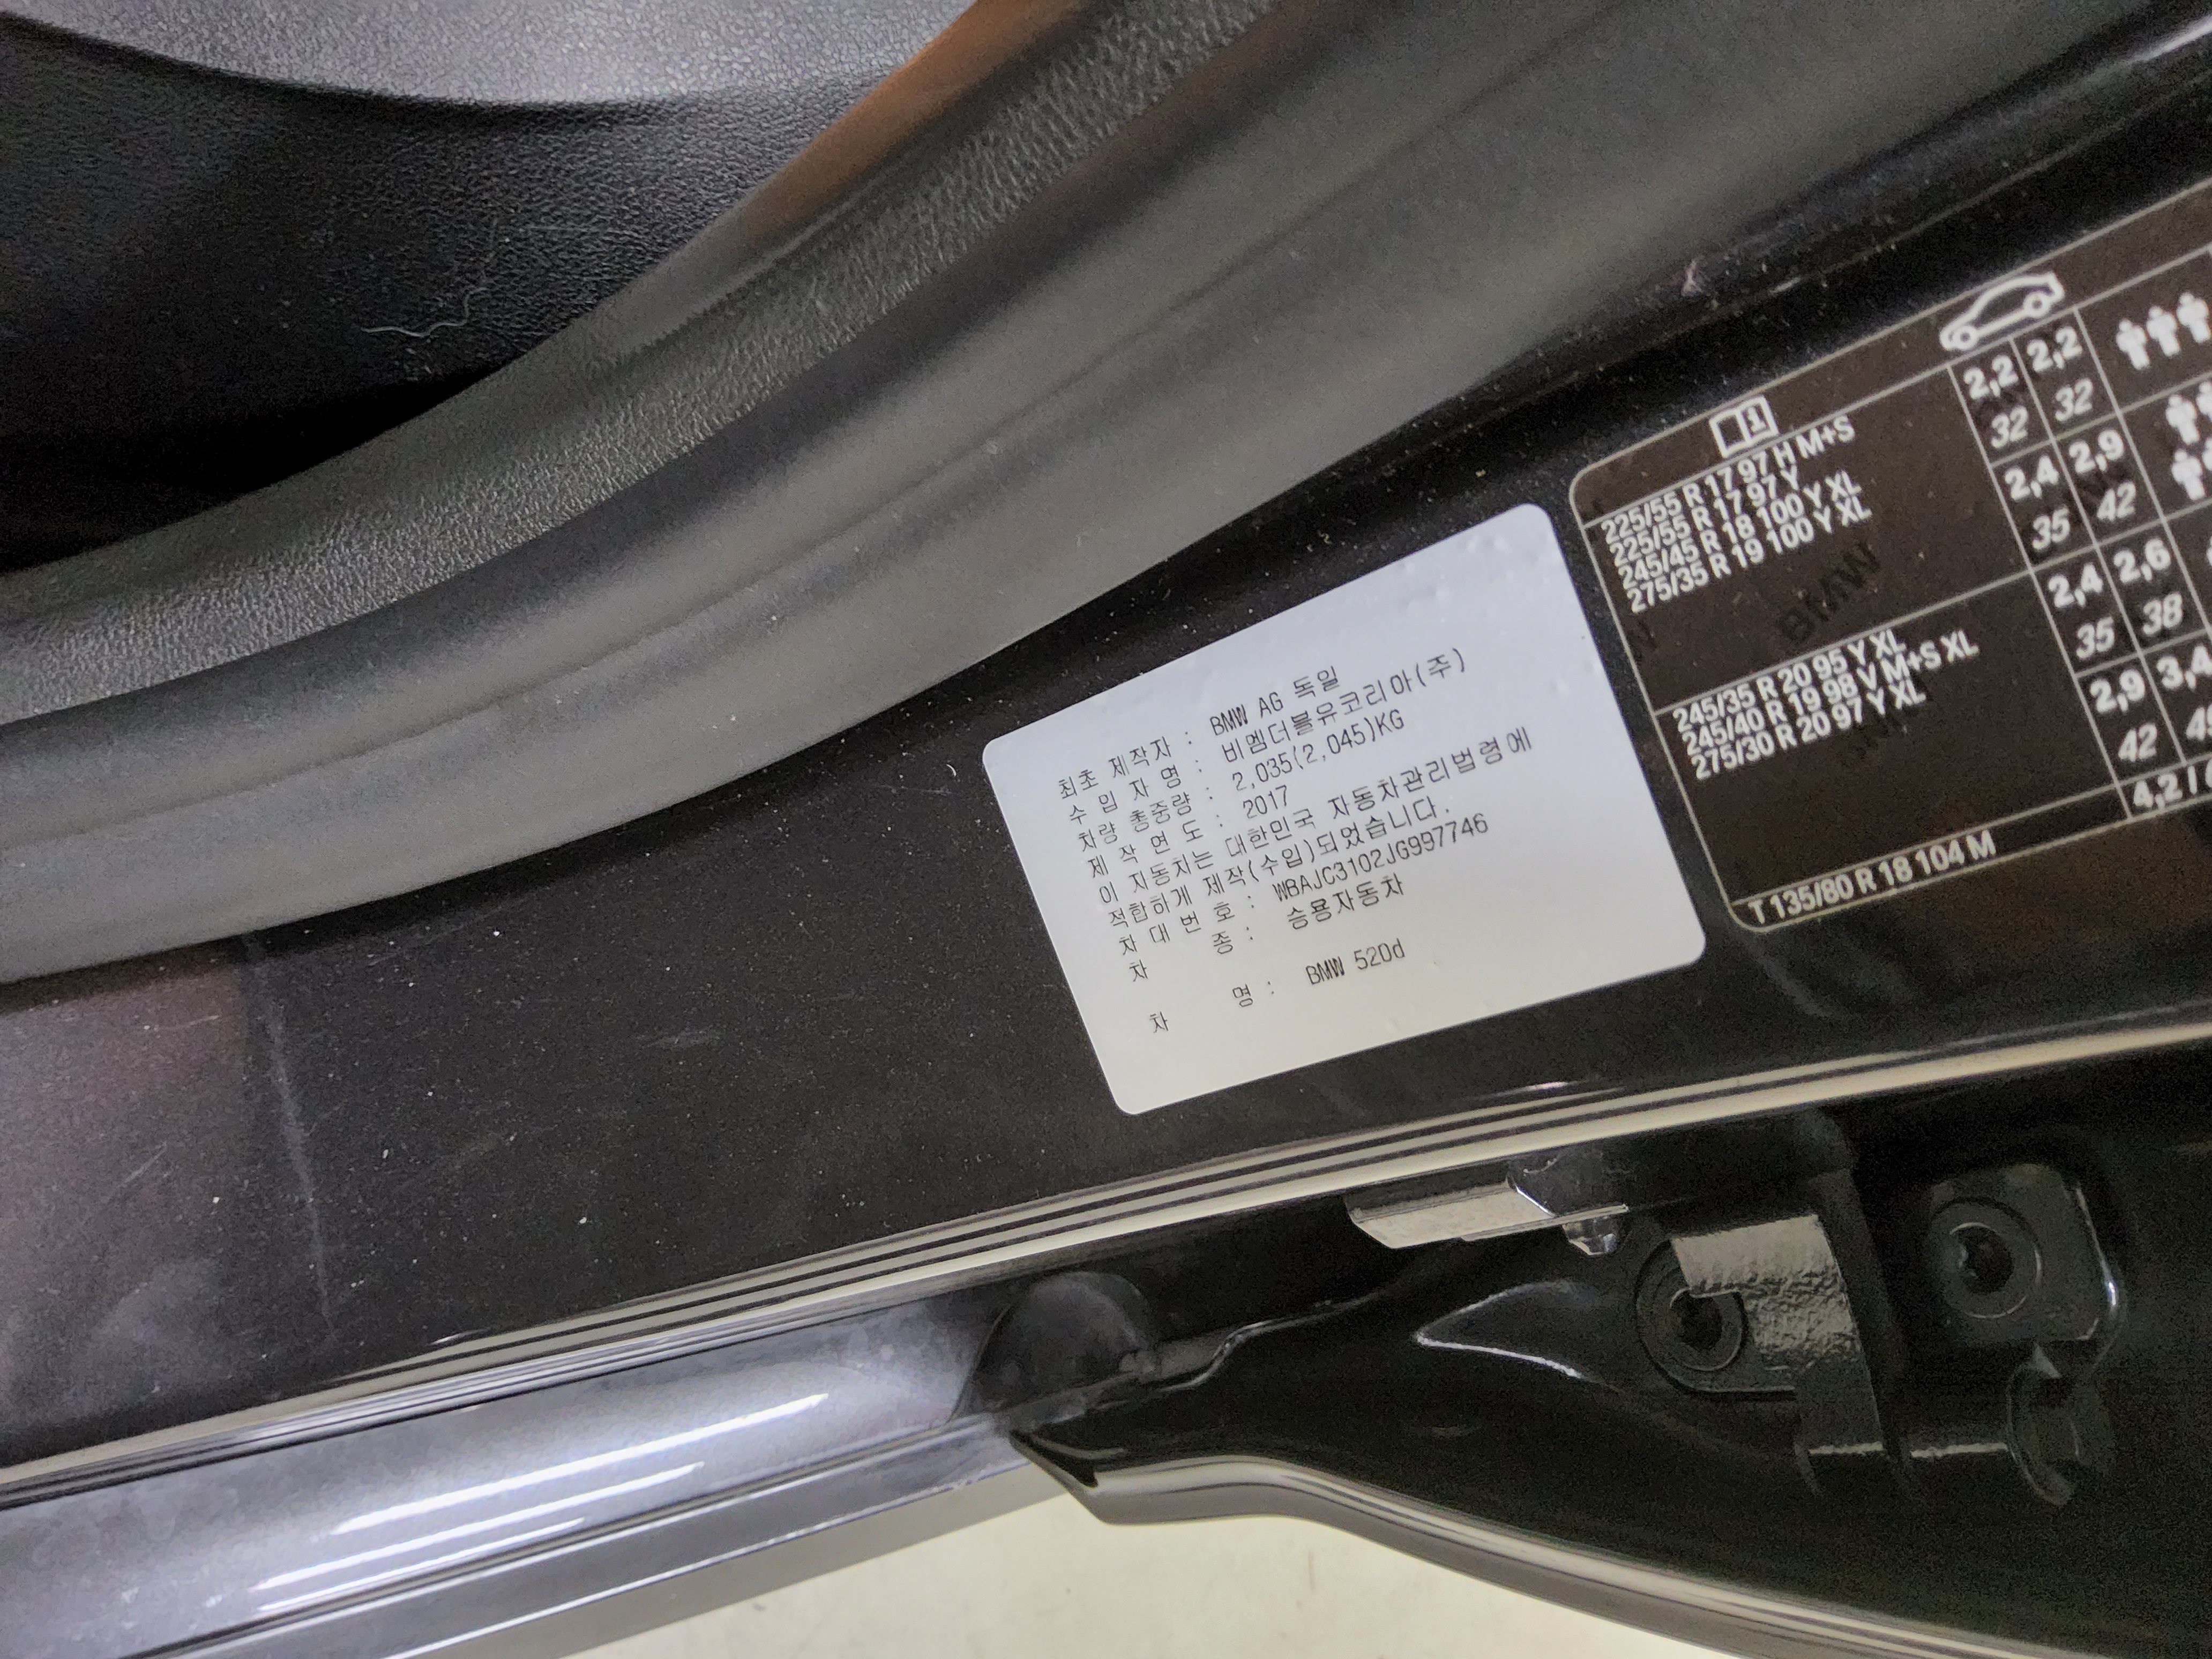 최초 제작자 : BMW AG 독일
수 입 자 명 : 비엠더블유코리아(주)
차량 총중량 : 2,035(2,045)KG
제 작 연 도 : 2017
이 자동차는 대한민국 자동차관리법령에
적합하게 제작(수입)되었습니다.
차 대 번 호 : WBAJC3102JG997746
차 종 : 승용자동차
차 명 : BMW 520d
1
225/55 R 17 97 H M+S
225/55 R 17 97 Y
245/45 R 18 100 Y XL
275/35 R 19 100 Y XL
2,2 2,2
32 32
2,4 2,9
35 42
BMW
245/35 R 20 95 Y XL
245/40 R 19 98 V M+S XL
275/30 R 20 97 Y XL
2,4 2,6
35 38
2,9 3,4
42
T 135/80 R 18 104 M
4,2 /